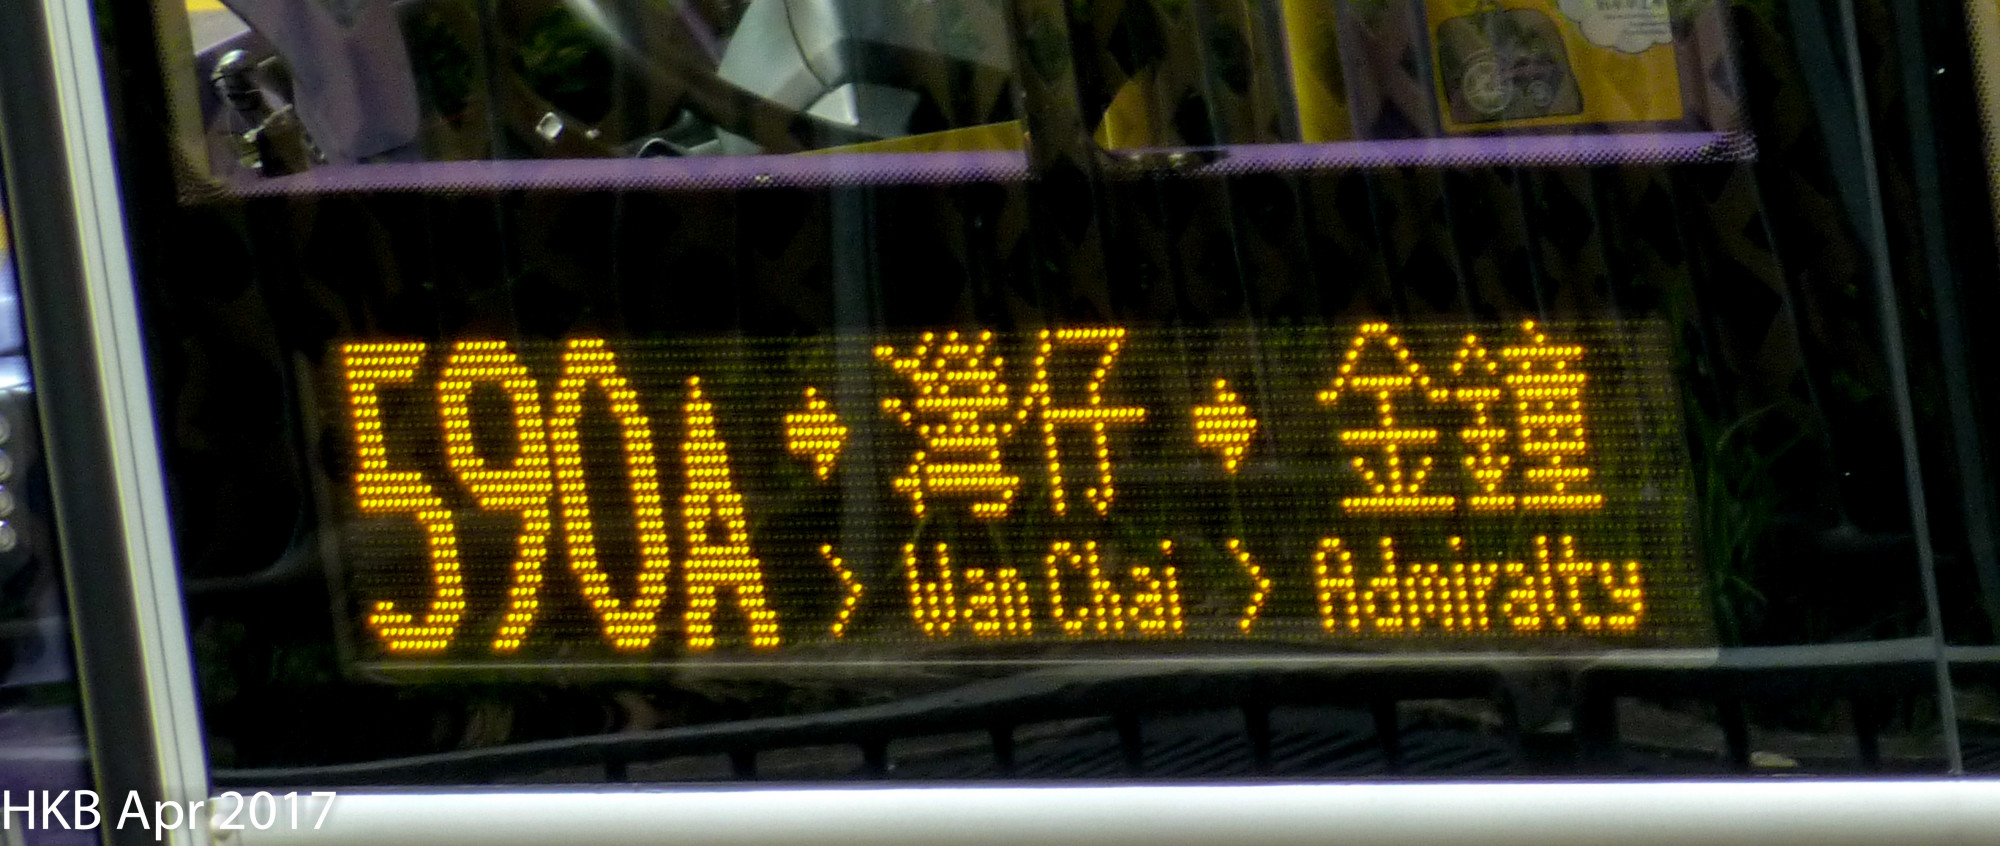 590A ➧ 灣仔 ➧ 金鐘
> Wan Chai > Admiralty
HKB Apr 2017